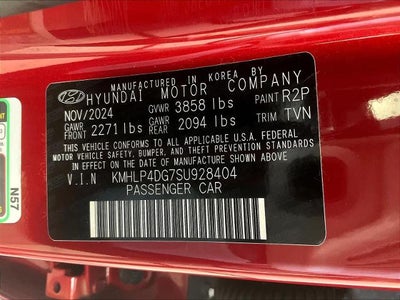 MANUFACTURED IN KOREA BY
HYUNDAI MOTOR COMPANY
NOV/2024 GVWR 3858 lbs PAINT R2P
GAWR FRONT 2271 lbs GAWR REAR 2094 lbs TRIM TVN
THIS VEHICLE CONFORMS TO ALL APPLICABLE U.S.A. FEDERAL
MOTOR VEHICLE SAFETY, BUMPER, AND THEFT PREVENTION STANDARDS
IN EFFECT ON THE DATE OF MANUFACTURE SHOWN ABOVE.
V.I.N KMHLP4DG7SU928404
PASSENGER CAR
N57